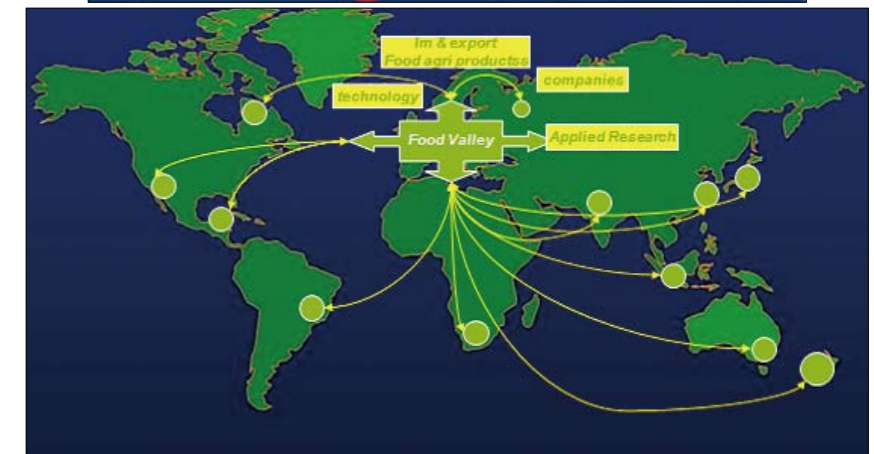 Im & export
Food agri productss
companies
technology
Food Valley
Applied Research